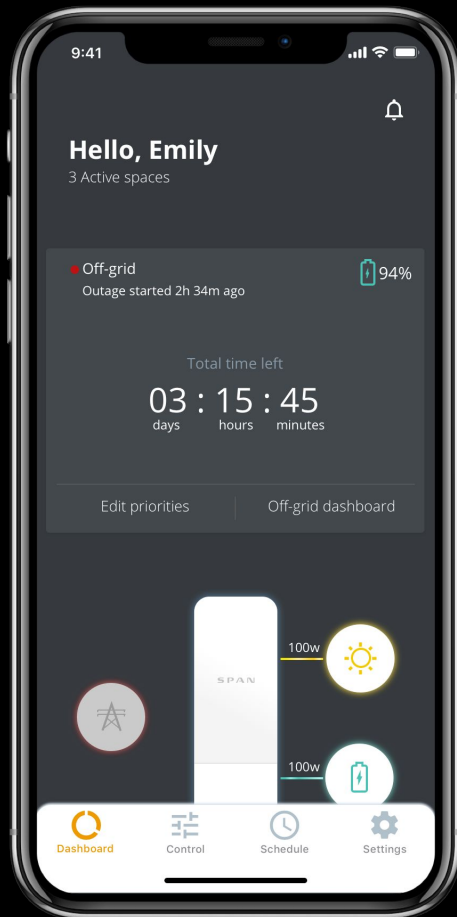 9:41
Hello, Emily
3 Active spaces
Off-grid
94%
Outage started 2h 34m ago
Total time left
03 : 15 : 45
days hours minutes
Edit priorities
Off-grid dashboard
100w
SPAN
100w
Dashboard
Control
Schedule
Settings